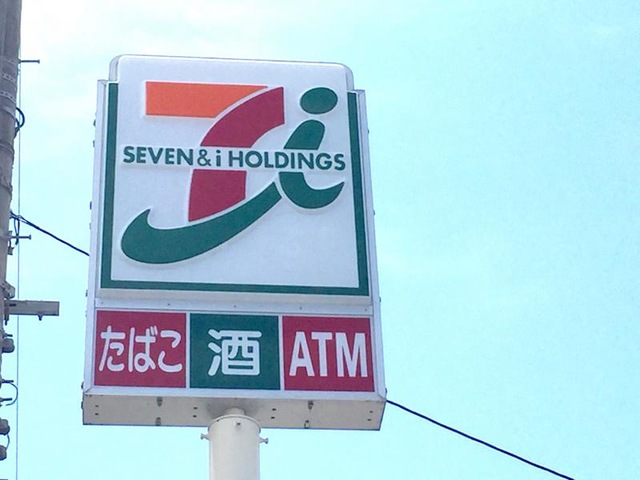 SEVEN & i HOLDINGS
たばこ 酒 ATM